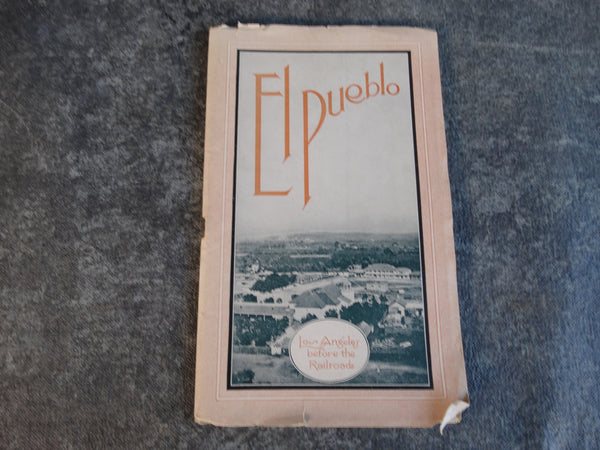 El Pueblo
Los Angeles
before the
Railroads